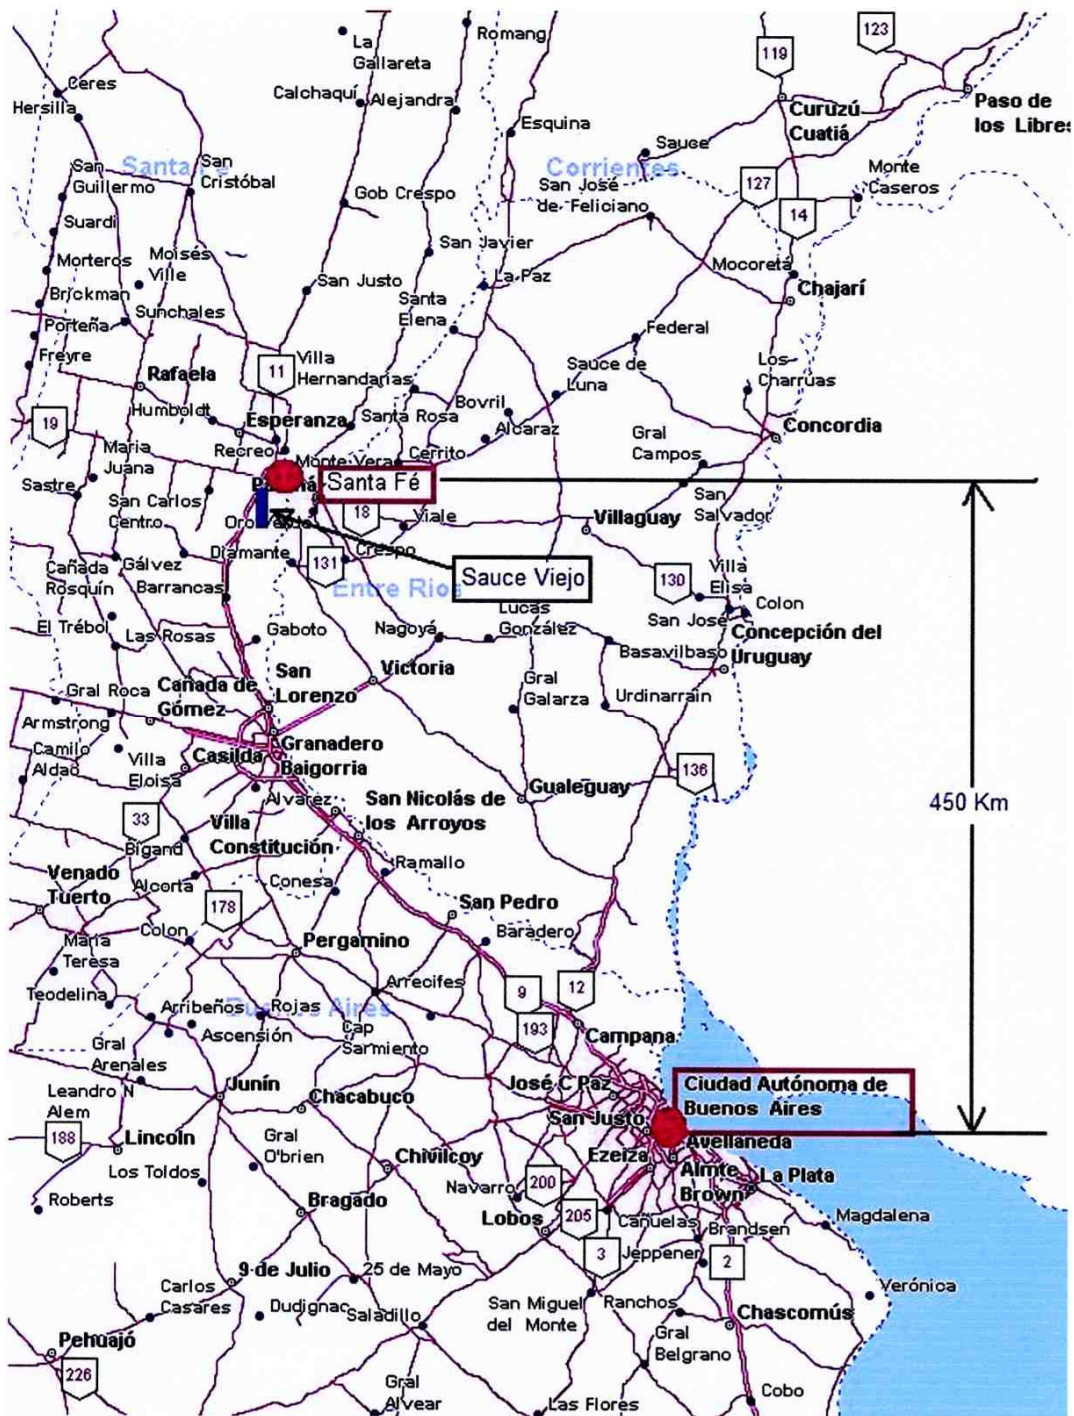 123
La
Gallareta
Romang
119
Ceres
Hersilla
Calchaquí
Alejandra
Esquina
Curuzú
Cuatiá
Paso de
los Libres
Santa Fé
San
Guillermo
San
Cristóbal
Corrientes
Sauce
San José
de Feliciano
127
Monte
Caseros
14
Gob Crespo
Suardi
San Javier
Morteros
Moisés
Ville
La Paz
Mocoretá
Chajarí
San Justo
Santa
Elena
Brickman
Sunchales
Porteña
Freyre
Federal
Rafaela
11
Villa
Hernandarias
Sauce de
Luna
Los
Charruas
Humboldt
Esperanza
Santa Rosa
Bovril
Alcaraz
19
Maria
Juana
Recreo
Monte Vera
Cerrito
Gral
Campos
Concordia
Sastre
San Carlos
Centro
Santa Fé
San
Salvador
18
Viale
Villaguay
Diamante
131
Crespo
Sauce Viejo
130
Villa
Elisa
Cañada
Rosquín
Gálvez
Barrancas
Entre Rios
San José
Colon
El Trébol
Las Rosas
Gaboto
Nagoyá
Lucas
González
Basavilbaso
Concepción del
Uruguay
Gral Roca
Cañada de
Gómez
San
Lorenzo
Victoria
Gral
Galarza
Urdinarrain
Armstrong
Camilo
Aldao
Villa
Eloisa
Casilda
Granadero
Baigorria
136
450 Km
Alvarez
San Nicolás de
los Arroyos
Gualeguay
33
Bigand
Villa
Constitución
Venado
Tuerto
Alcorta
Conesa
Ramallo
178
San Pedro
Maria
Teresa
Colon
Pergamino
Baradero
Teodelina
Arrecifes
9
12
Arribeños
Buenos Aires
Rojas
Ascensión
Cap
Sarmiento
193
Campana
Gral
Arenales
Leandro N
Alem
Junín
Chacabuco
José C Paz
Ciudad Autónoma de
Buenos Aires
188
Lincoln
San Justo
Avellaneda
Los Toldos
Gral
O'brien
Chivilcoy
Ezeiza
Almte
Brown
La Plata
Roberts
Bragado
Navarro
200
Lobos
205
Cañuelas
Brandsen
Magdalena
3
Jeppener
2
9 de Julio
25 de Mayo
Verónica
Carlos
Casares
Dudignac
Saladillo
San Miguel
del Monte
Ranchos
Chascomús
Pehuajó
Gral
Belgrano
226
Gral
Alvear
Las Flores
Cobo